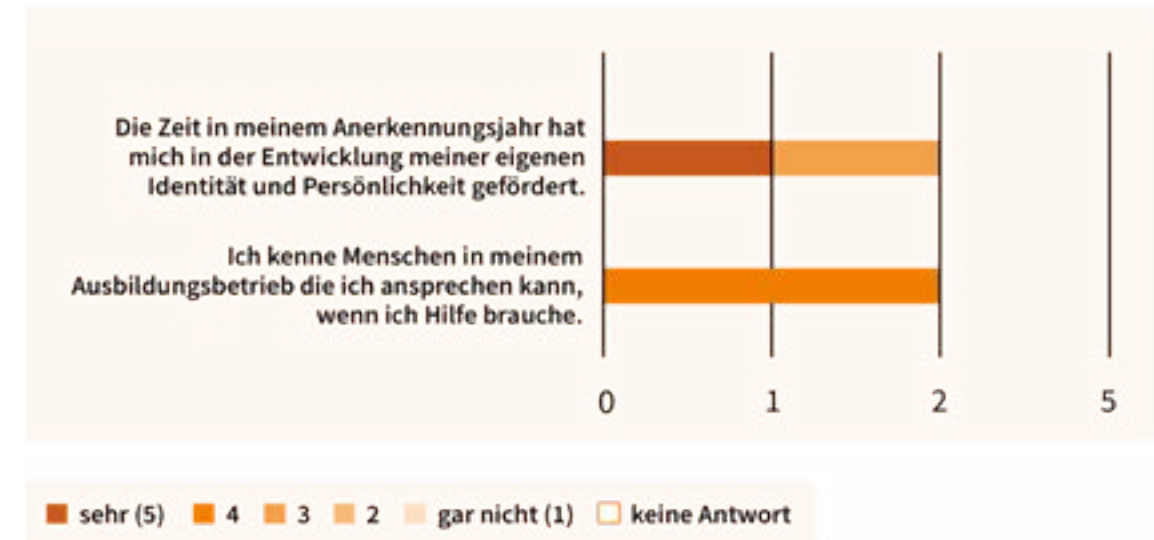 Die Zeit in meinem Anerkennungsjahr hat
mich in der Entwicklung meiner eigenen
Identität und Persönlichkeit gefördert.
Ich kenne Menschen in meinem
Ausbildungsbetrieb die ich ansprechen kann,
wenn ich Hilfe brauche.
0 1 2 5
sehr (5) 4 3 2 gar nicht (1) keine Antwort